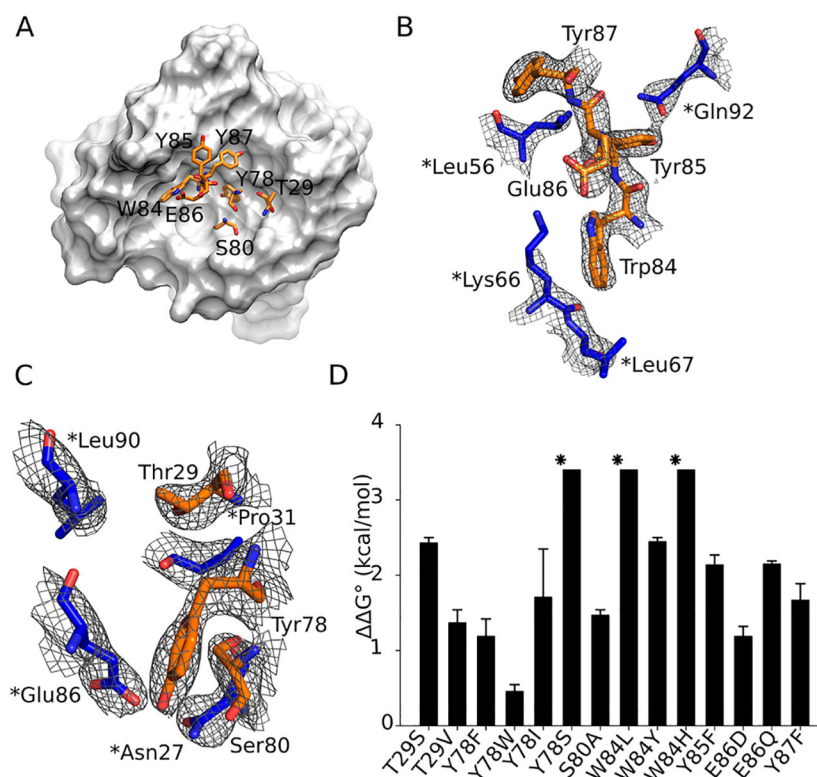 A
Y85
Y87
Y78
T29
W84
E86
S80
B
Tyr87
*Gln92
*Leu56
Glu86
Tyr85
*Lys66
Trp84
*Leu67
C
*Leu90
Thr29
*Pro31
Tyr78
*Glu86
*Asn27
Ser80
D
ΔΔG° (kcal/mol)
4
3
2
1
0
* * *
T29S T29V Y78F Y78W Y78I Y78S S80A W84L W84Y W84H Y85F E86D E86Q Y87F